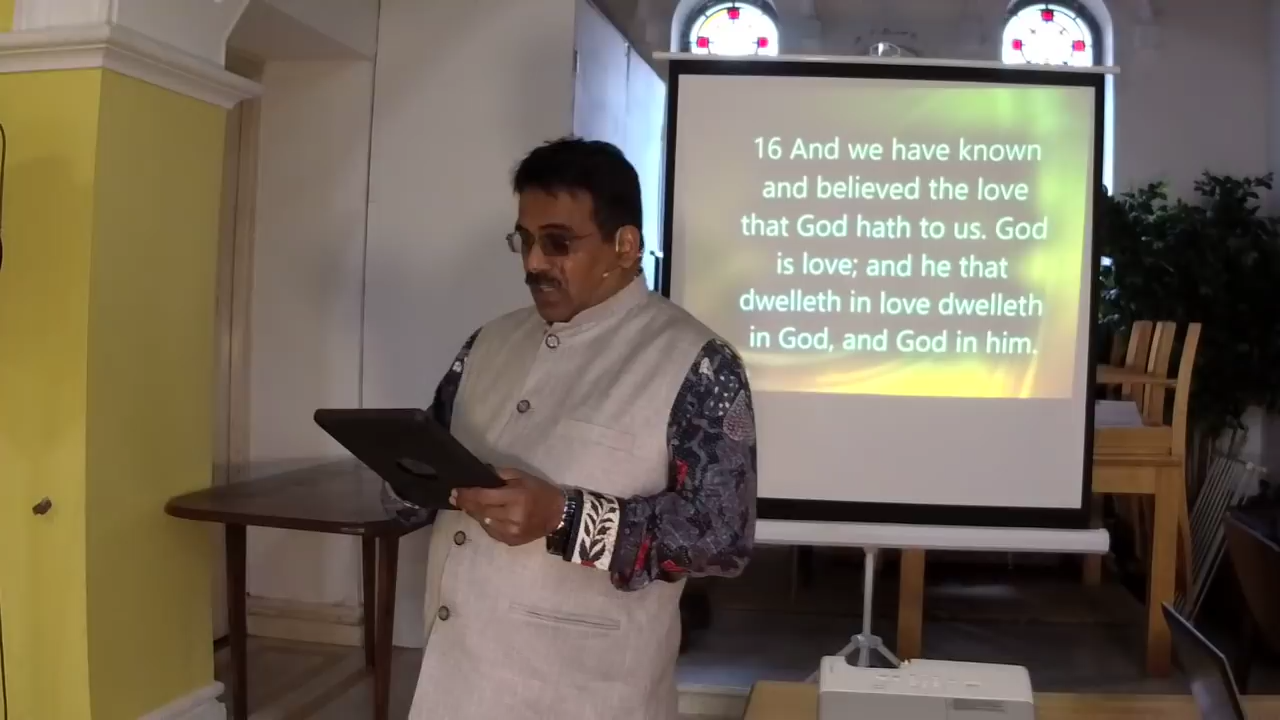 16 And we have known
and believed the love
that God hath to us. God
is love; and he that
dwelleth in love dwelleth
in God, and God in him.